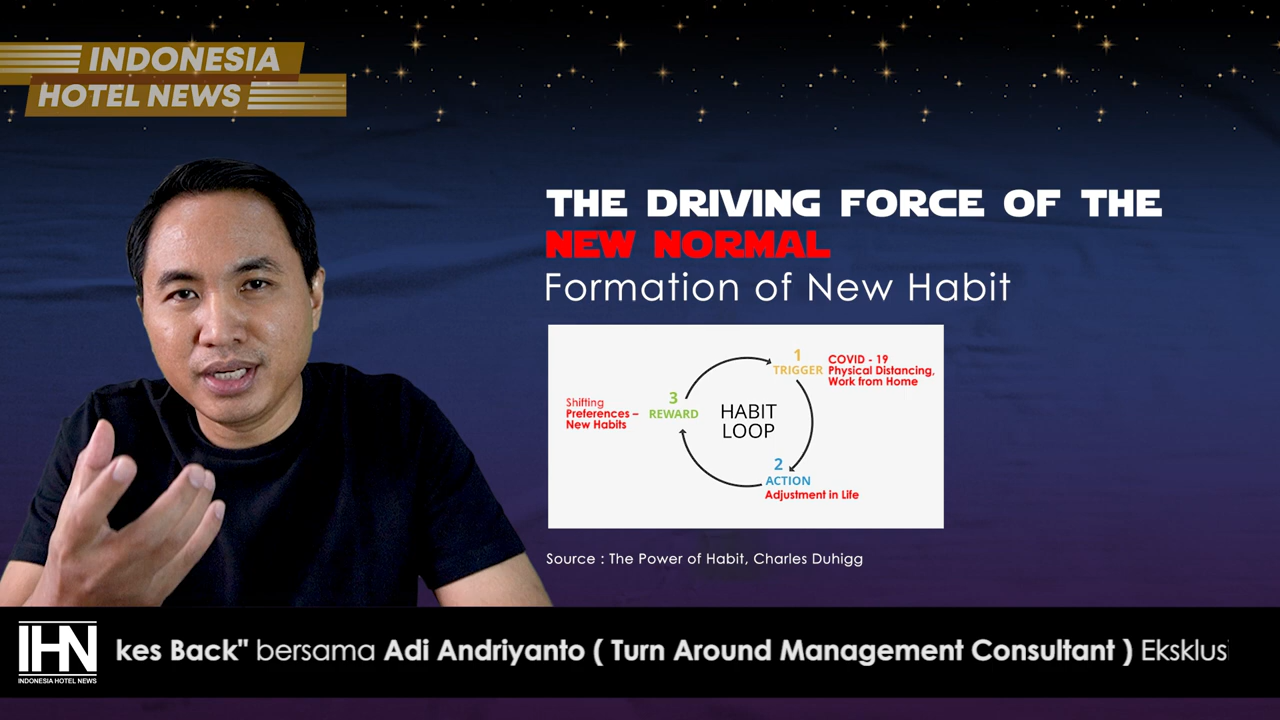 INDONESIA
HOTEL NEWS
THE DRIVING FORCE OF THE
NEW NORMAL
Formation of New Habit
1
TRIGGER
COVID - 19
Physical Distancing,
Work from Home
Shifting
Preferences –
New Habits
3
REWARD
HABIT
LOOP
2
ACTION
Adjustment in Life
Source : The Power of Habit, Charles Duhigg
IHN
INDONESIA HOTEL NEWS
kes Back" bersama Adi Andriyanto ( Turn Around Management Consultant ) Eksklus